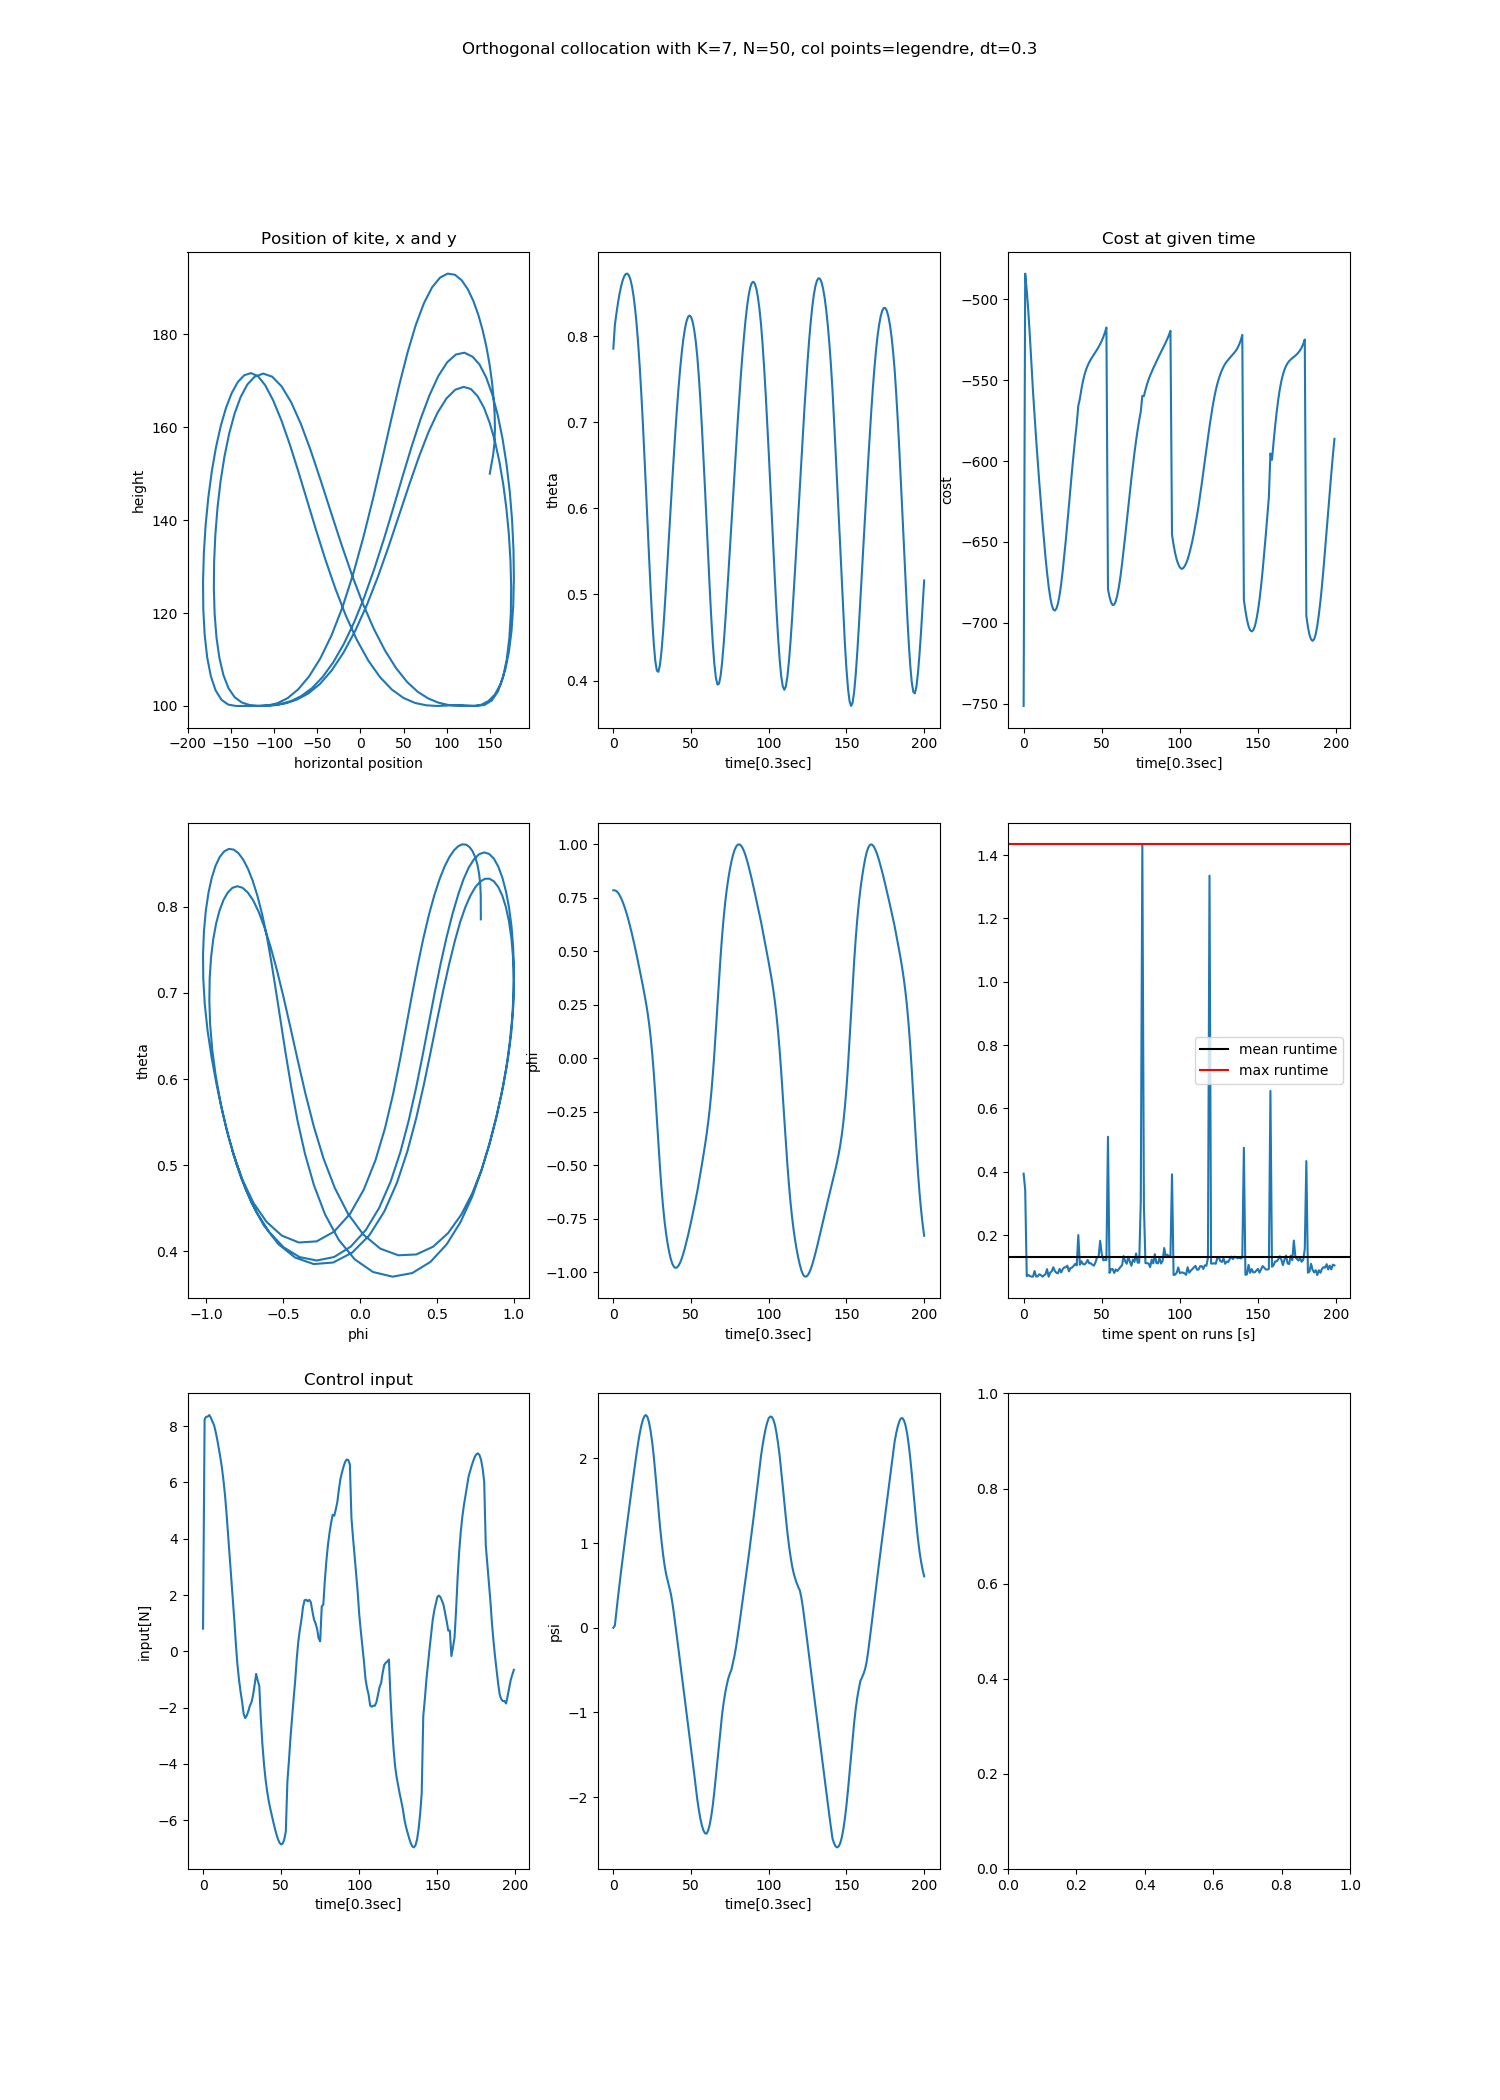 Orthogonal collocation with K=7, N=50, col points=legendre, dt=0.3
Position of kite, x and y
height
180
160
140
120
100
−200 −150 −100 −50 0 50 100 150
horizontal position
theta
0.8
0.7
0.6
0.5
0.4
0 50 100 150 200
time[0.3sec]
Cost at given time
cost
−500
−550
−600
−650
−700
−750
0 50 100 150 200
time[0.3sec]
theta
0.8
0.7
0.6
0.5
0.4
−1.0 −0.5 0.0 0.5 1.0
phi
phi
1.00
0.75
0.50
0.25
0.00
−0.25
−0.50
−0.75
−1.00
0 50 100 150 200
time[0.3sec]
1.4
1.2
1.0
0.8
0.6
0.4
0.2
mean runtime
max runtime
0 50 100 150 200
time spent on runs [s]
Control input
input[N]
8
6
4
2
0
−2
−4
−6
0 50 100 150 200
time[0.3sec]
psi
2
1
0
−1
−2
0 50 100 150 200
time[0.3sec]
1.0
0.8
0.6
0.4
0.2
0.0
0.0 0.2 0.4 0.6 0.8 1.0